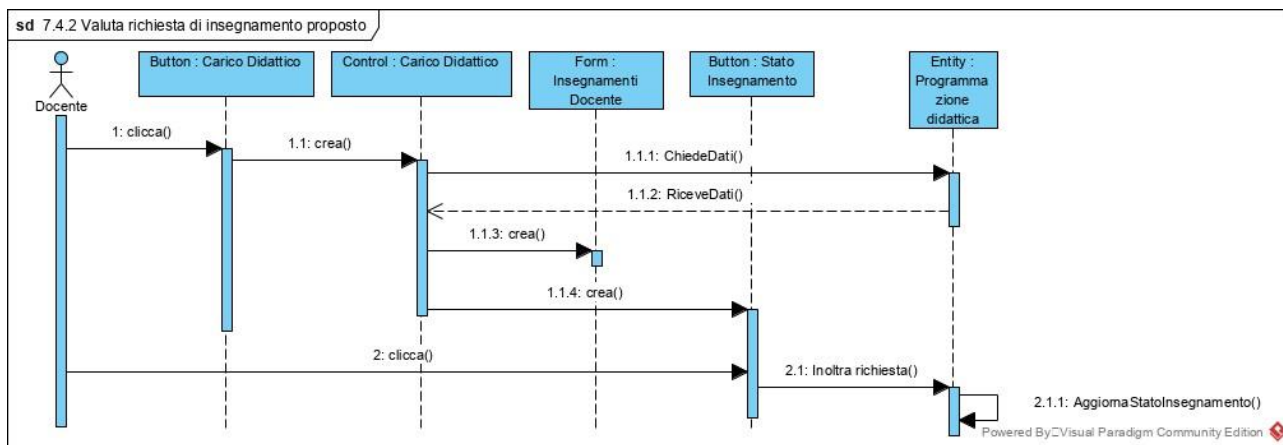 sd 7.4.2 Valuta richiesta di insegnamento proposto
Docente
Button : Carico Didattico
Control : Carico Didattico
Form :
Insegnamenti
Docente
Button : Stato
Insegnamento
Entity :
Programma
zione
didattica
1: clicca()
1.1: crea()
1.1.1: ChiedeDati()
1.1.2: RiceveDati()
1.1.3: crea()
1.1.4: crea()
2: clicca()
2.1: Inoltra richiesta()
2.1.1: AggiornaStatoInsegnamento()
Powered By Visual Paradigm Community Edition